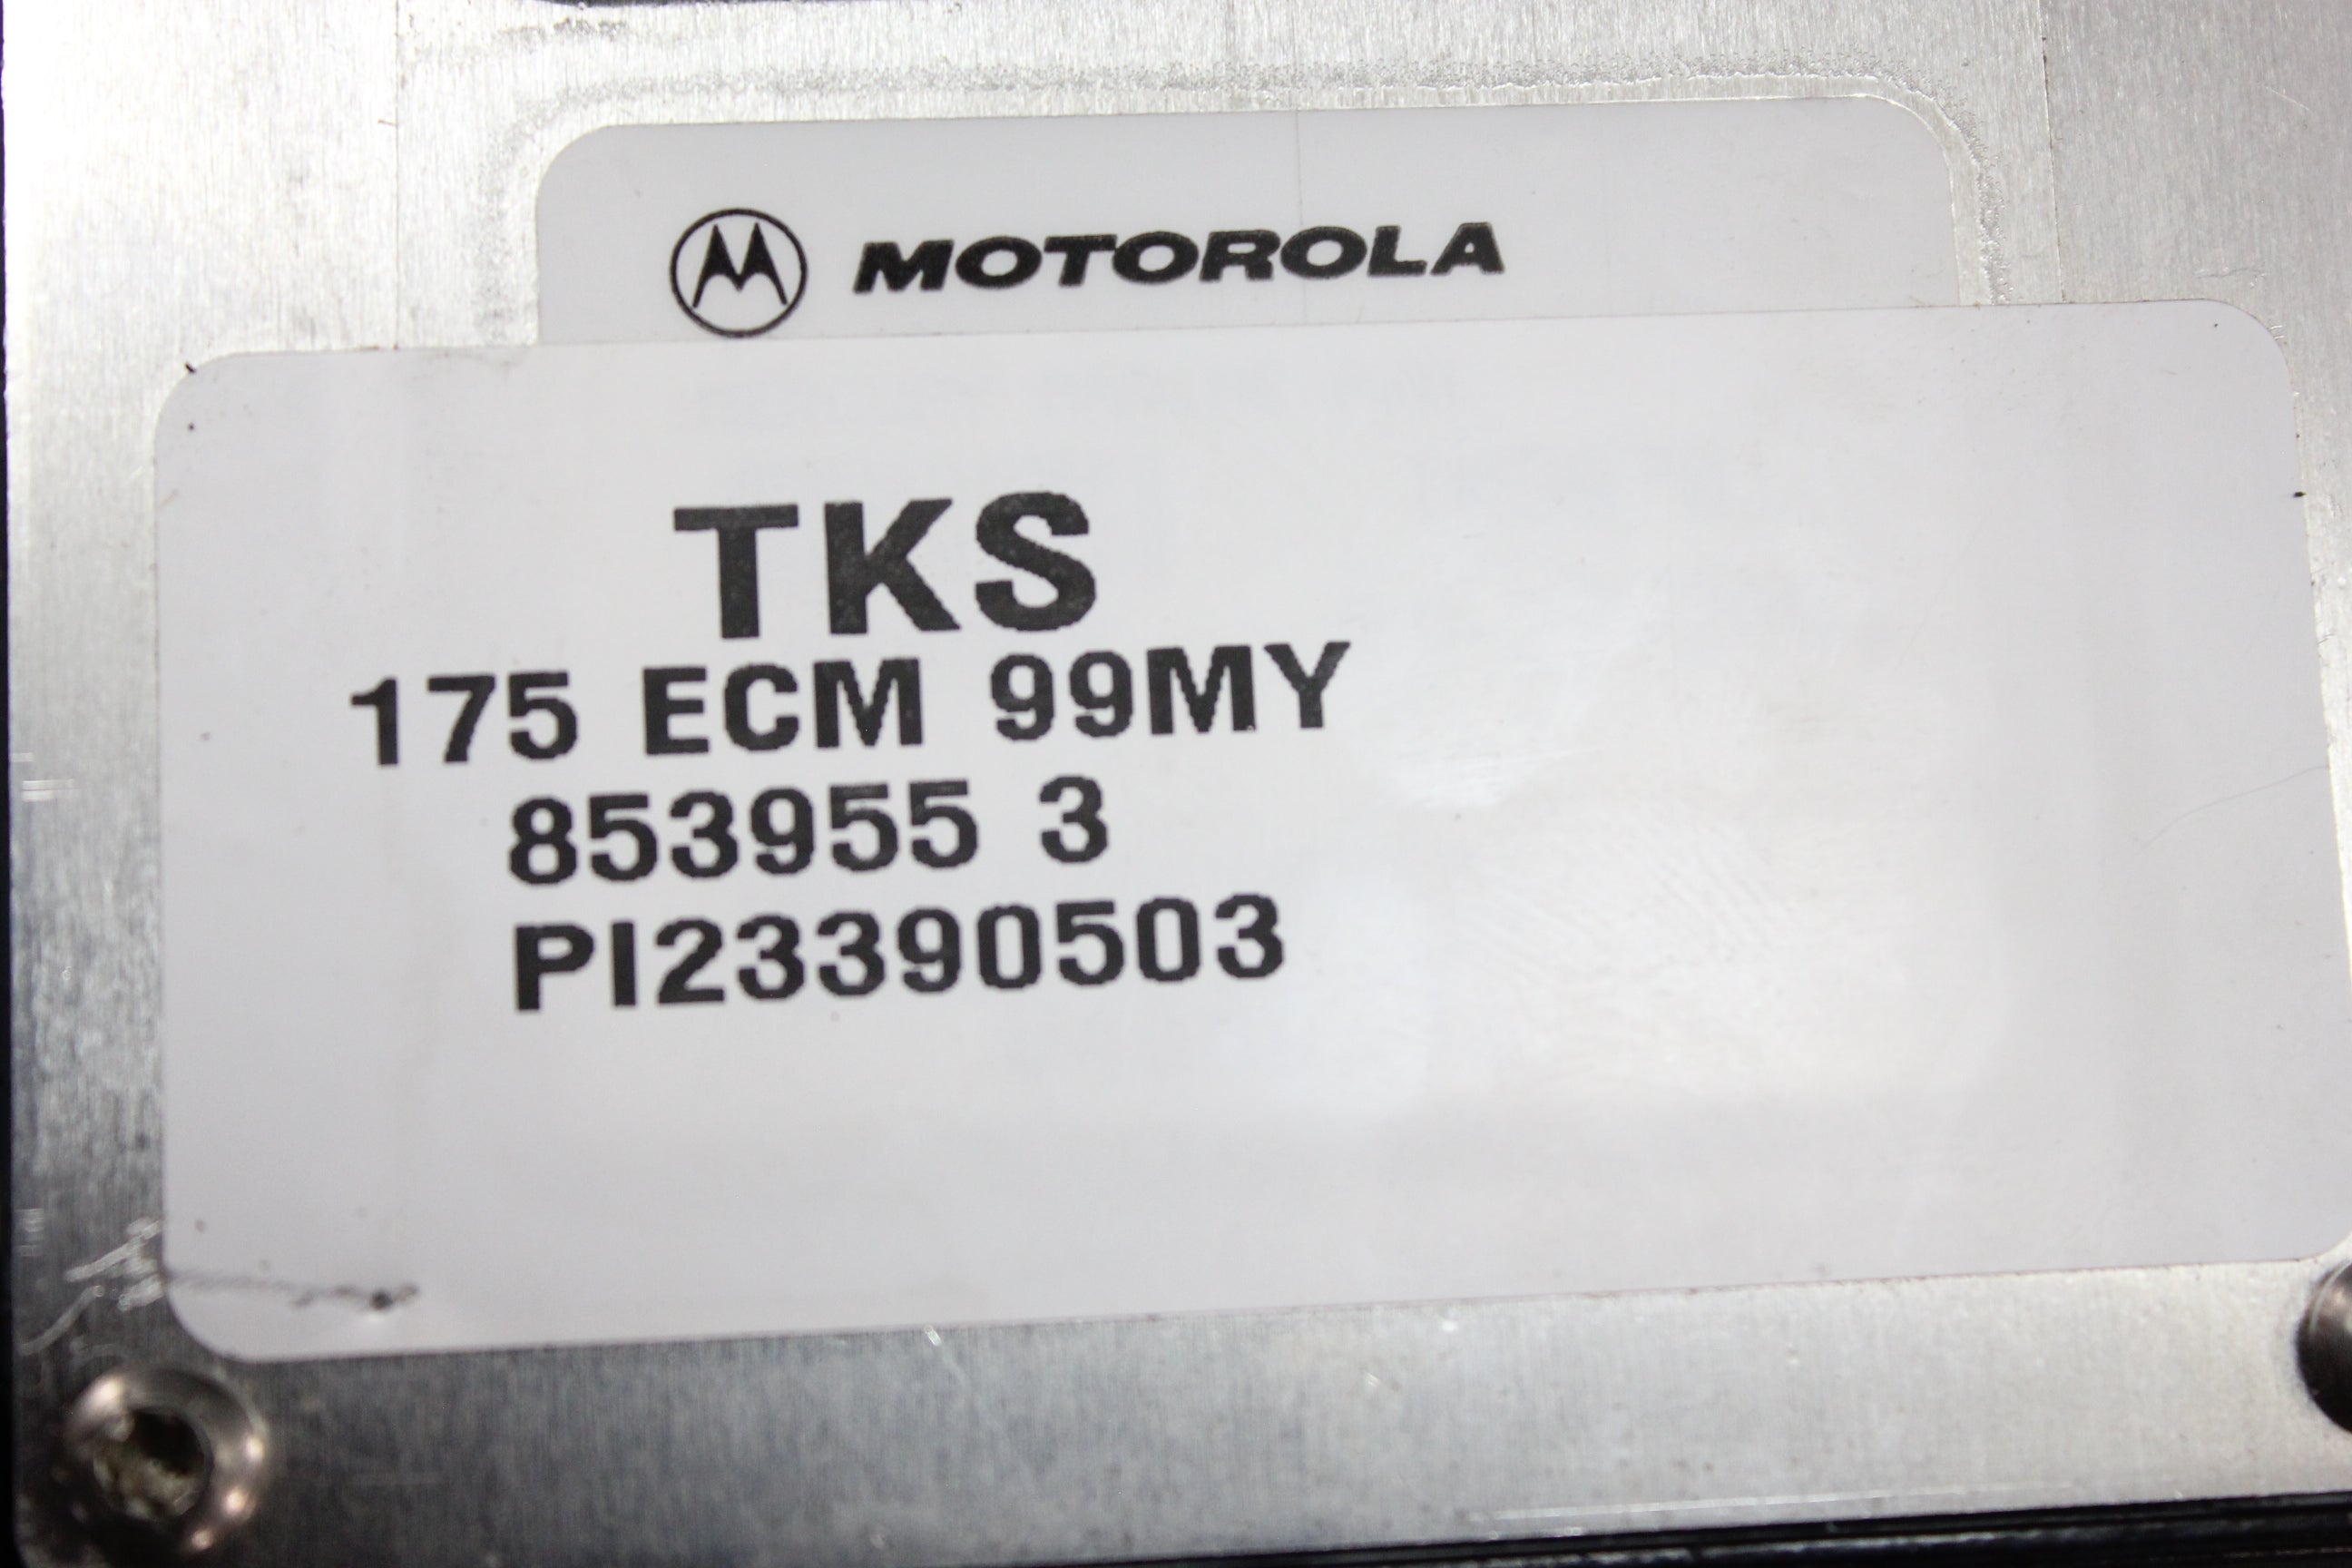 MOTOROLA
TKS
175 ECM 99MY
853955 3
PI23390503